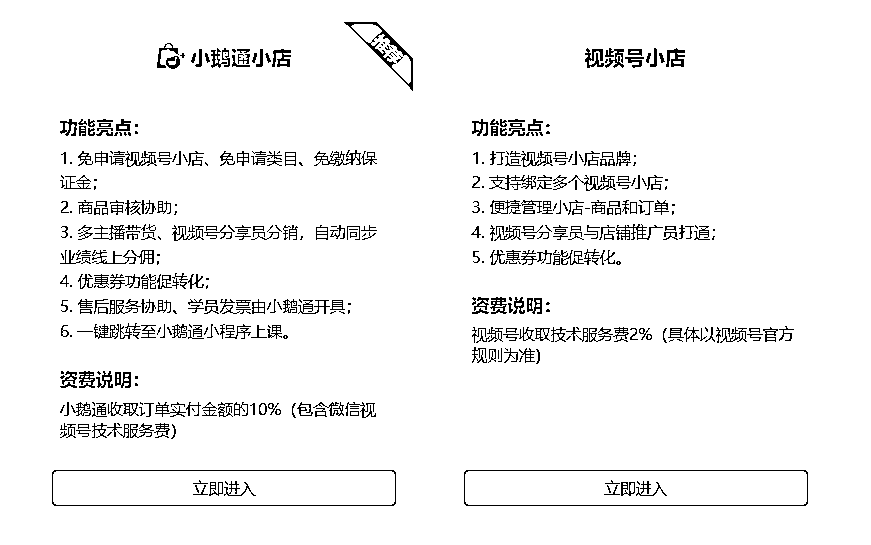 小鹅通小店
推荐
功能亮点：
1. 免申请视频号小店、免申请类目、免缴纳保
证金；
2. 商品审核协助；
3. 多主播带货、视频号分享员分销，自动同步
业绩线上分佣；
4. 优惠券功能促转化；
5. 售后服务协助、学员发票由小鹅通开具；
6. 一键跳转至小鹅通小程序上课。
资费说明：
小鹅通收取订单实付金额的10%（包含微信视
频号技术服务费）
立即进入
视频号小店
功能亮点：
1. 打造视频号小店品牌；
2. 支持绑定多个视频号小店；
3. 便捷管理小店-商品和订单；
4. 视频号分享员与店铺推广员打通；
5. 优惠券功能促转化。
资费说明：
视频号收取技术服务费2%（具体以视频号官方
规则为准）
立即进入